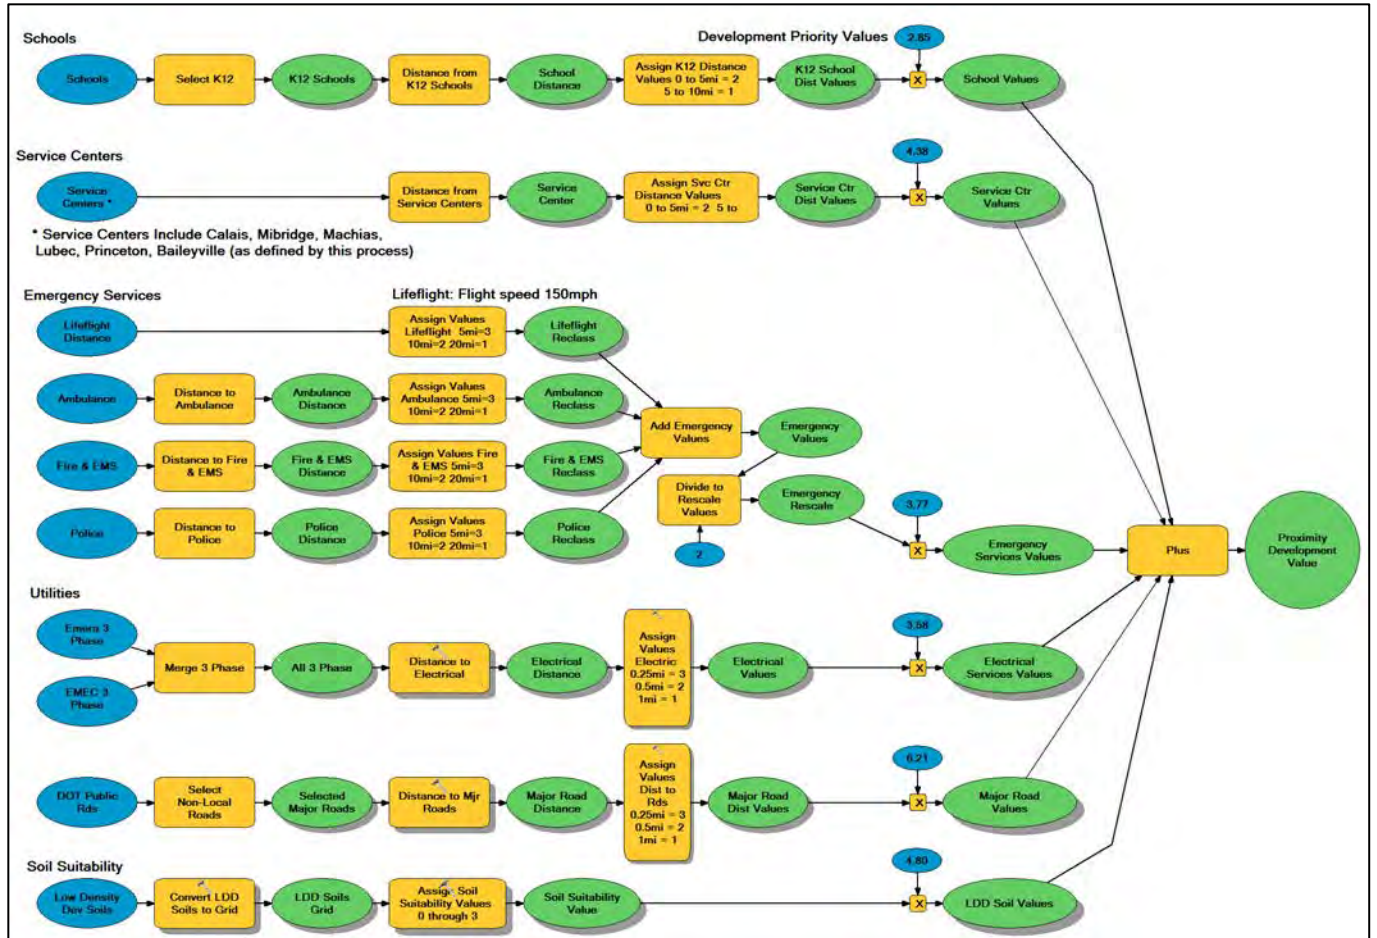 Schools
Development Priority Values
2.85
Schools
Select K12
K12 Schools
Distance from
K12 Schools
School
Distance
Assign K12 Distance
Values 0 to 5mi = 2
5 to 10mi = 1
K12 School
Dist Values
X
School Values
Service Centers
4.38
Service
Centers *
Distance from
Service Centers
Service
Center
Assign Svc Ctr
Distance Values
0 to 5mi = 2 5 to
Service Ctr
Dist Values
X
Service Ctr
Values
* Service Centers Include Calais, Mibridge, Machias,
Lubec, Princeton, Baileyville (as defined by this process)
Emergency Services
Lifeflight: Flight speed 150mph
Lifeflight
Distance
Assign Values
Lifeflight 5mi=3
10mi=2 20mi=1
Lifeflight
Reclass
Ambulance
Distance to
Ambulance
Ambulance
Distance
Assign Values
Ambulance 5mi=3
10mi=2 20mi=1
Ambulance
Reclass
Add Emergency
Values
Emergency
Values
Fire & EMS
Distance to Fire
& EMS
Fire & EMS
Distance
Assign Values Fire
& EMS 5mi=3
10mi=2 20mi=1
Fire & EMS
Reclass
Divide to
Rescale
Values
Emergency
Rescale
3.77
Police
Distance to
Police
Police
Distance
Assign Values
Police 5mi=3
10mi=2 20mi=1
Police
Reclass
2
X
Emergency
Services Values
Plus
Proximity
Development
Value
Utilities
Emera 3
Phase
EMEC 3
Phase
Merge 3 Phase
All 3 Phase
Distance to
Electrical
Electrical
Distance
Assign
Values
Electric
0.25mi = 3
0.5mi = 2
1mi = 1
Electrical
Values
3.58
X
Electrical
Services Values
DOT Public
Rds
Select
Non-Local
Roads
Selected
Major Roads
Distance to Mjr
Roads
Major Road
Distance
Assign
Values
Dist to
Rds
0.25mi = 3
0.5mi = 2
1mi = 1
Major Road
Dist Values
6.21
X
Major Road
Values
Soil Suitability
4.80
Low Density
Dev Soils
Convert LDD
Soils to Grid
LDD Soils
Grid
Assign Soil
Suitability Values
0 through 3
Soil Suitability
Value
X
LDD Soil Values